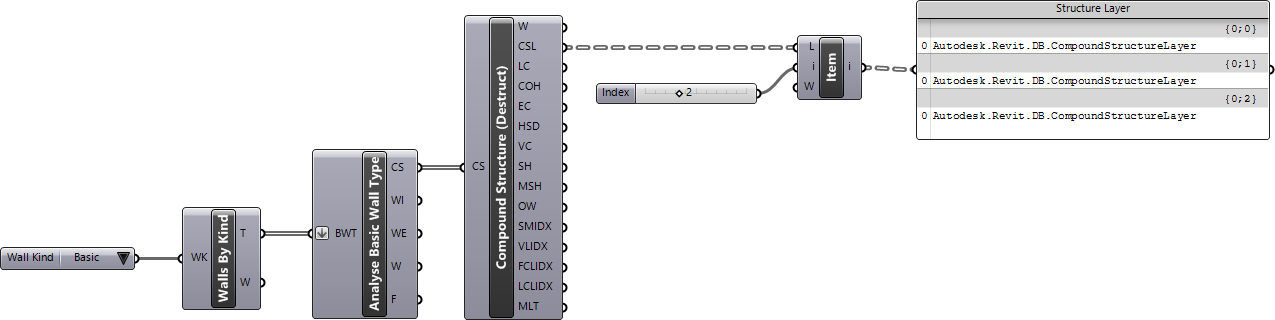 Wall Kind Basic
WK
Walls By Kind
T
W
BWT
Analyse Basic Wall Type
CS
WI
WE
W
F
CS
Compound Structure (Destruct)
W
CSL
LC
COH
EC
HSD
VC
SH
MSH
OW
SMIDX
VLIDX
FCLIDX
LCLIDX
MLT
Index 2
L
i
W
Item
i
Structure Layer
{0;0}
0 Autodesk.Revit.DB.CompoundStructureLayer
{0;1}
0 Autodesk.Revit.DB.CompoundStructureLayer
{0;2}
0 Autodesk.Revit.DB.CompoundStructureLayer